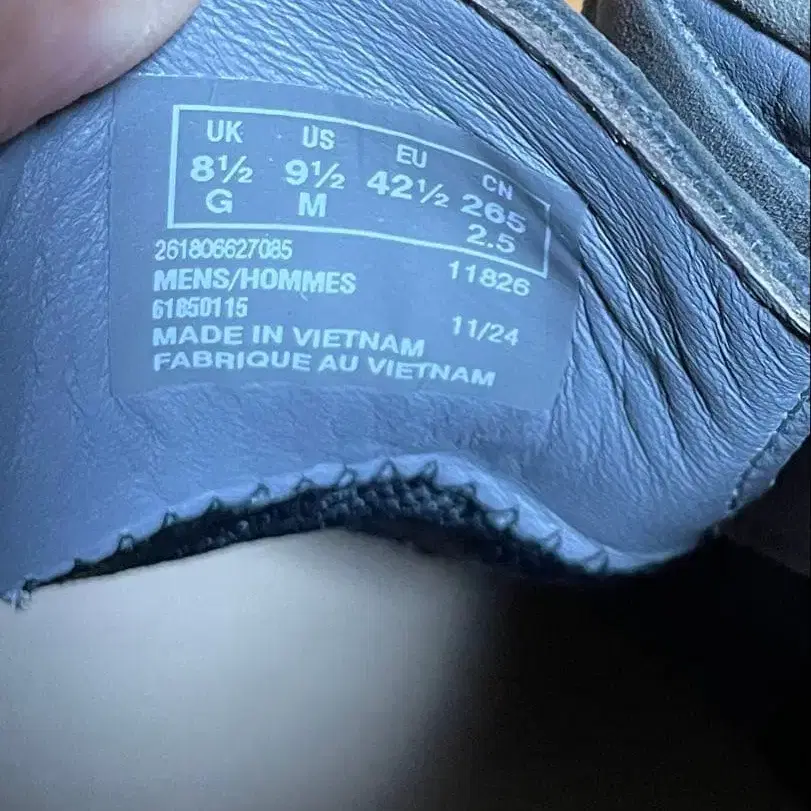 UK US EU CN
8½ 9½ 42½ 265
G M 2.5
261806627085
MENS/HOMMES 11826
61850115
MADE IN VIETNAM 11/24
FABRIQUE AU VIETNAM